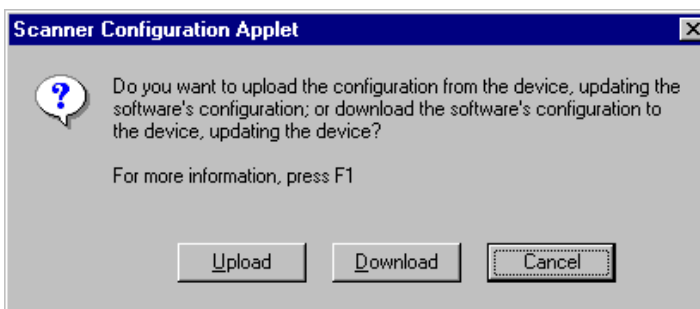 Scanner Configuration Applet
?
Do you want to upload the configuration from the device, updating the
software's configuration; or download the software's configuration to
the device, updating the device?
For more information, press F1
Upload Download Cancel